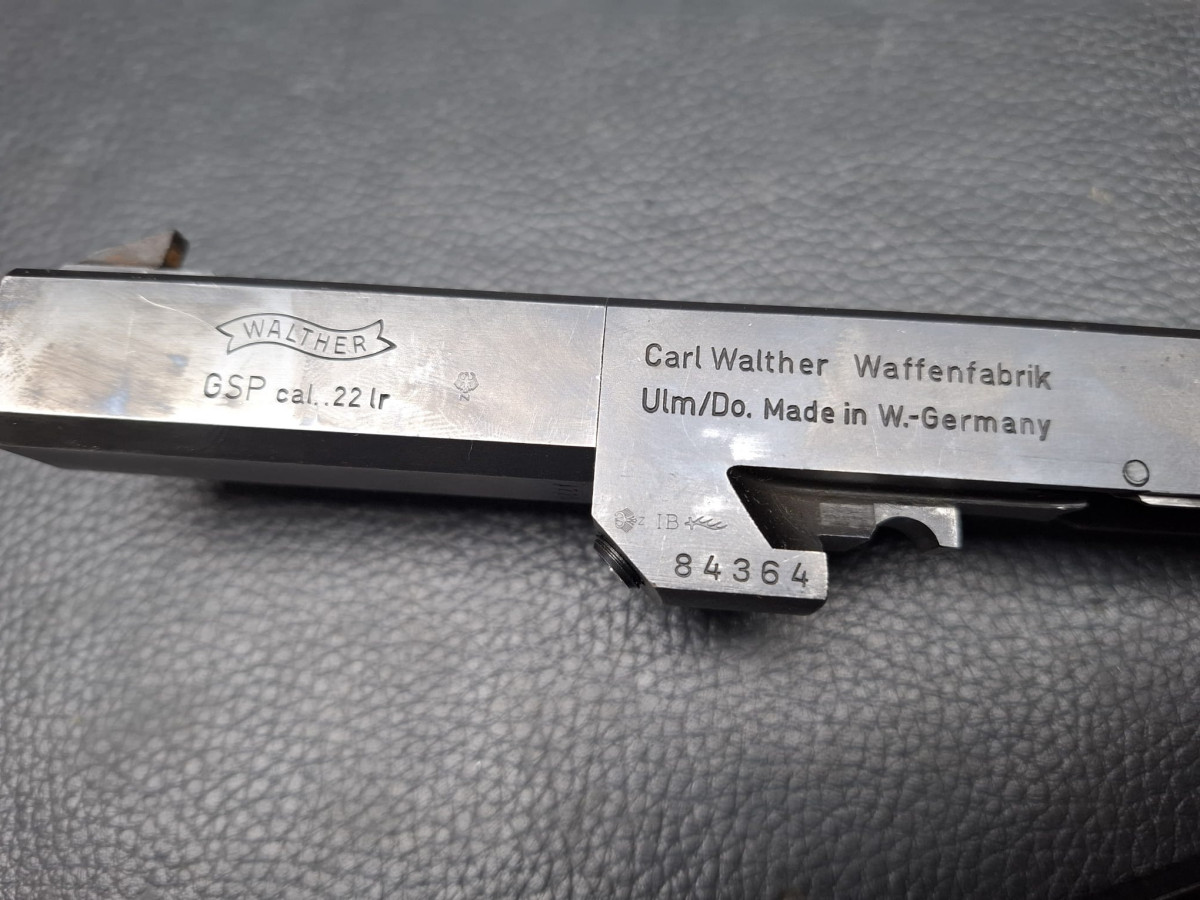 WALTHER
GSP cal. .22 lr
Carl Walther Waffenfabrik
Ulm/Do. Made in W.-Germany
N
Z IB
84364